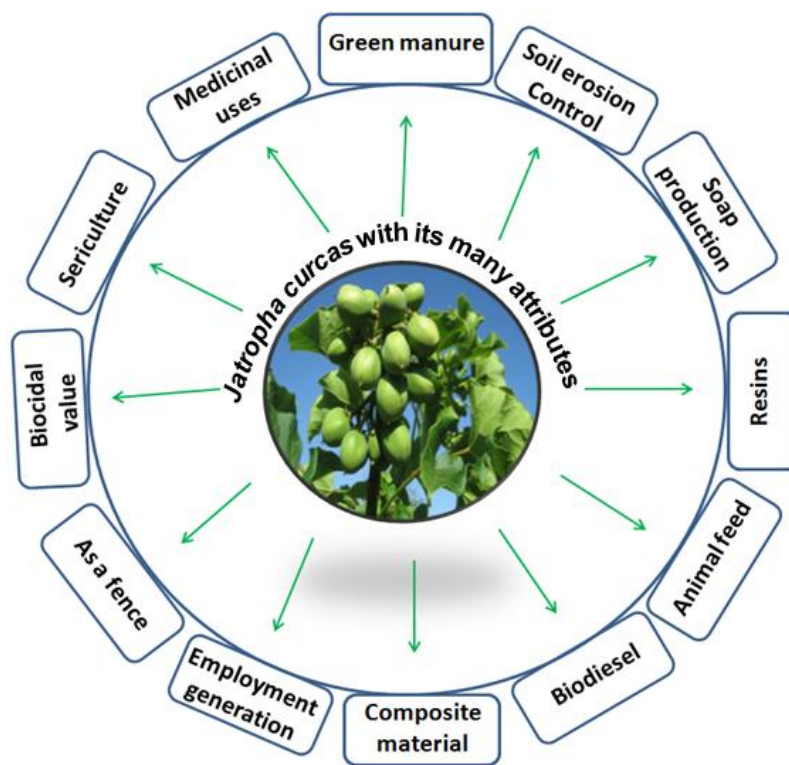 Green manure
Soil erosion
Control
Soap
production
Resins
Animal feed
Biodiesel
Composite
material
Employment
generation
As a fence
Biocidal
value
Sericulture
Medicinal
uses
Jatropha curcas with its many attributes